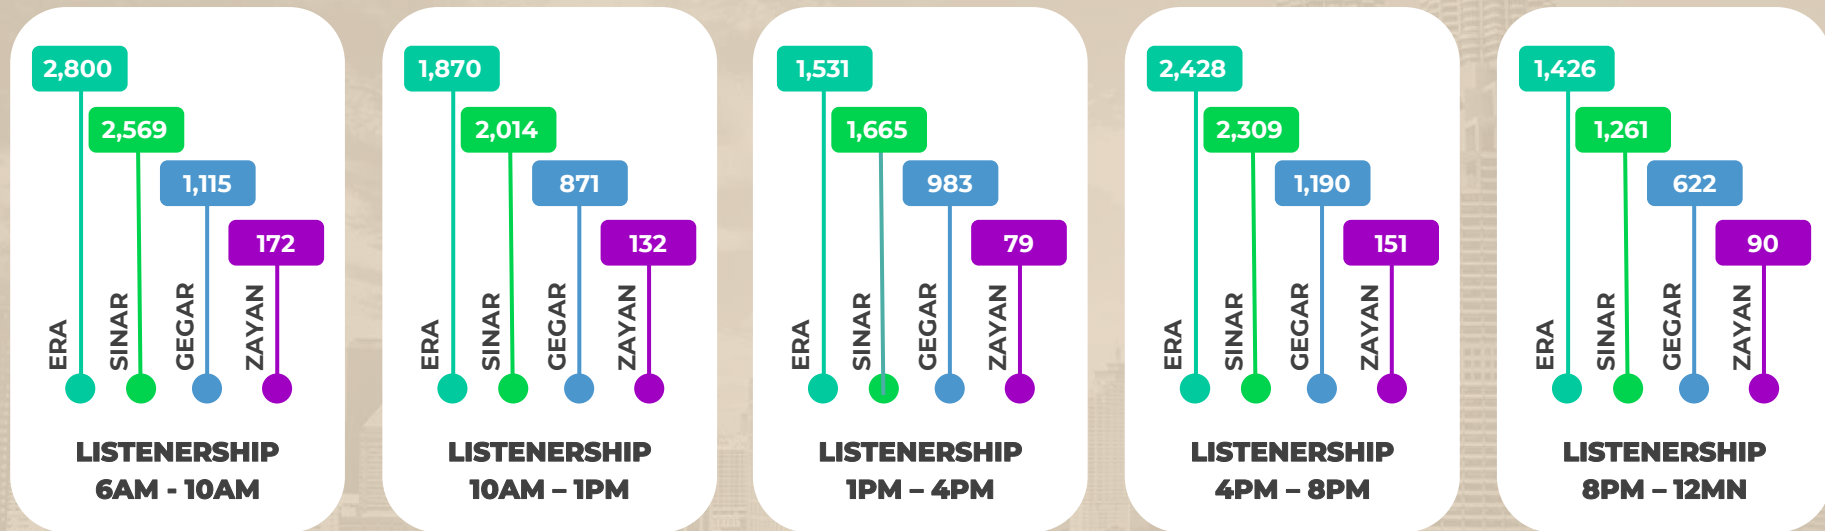 2,800
2,569
1,115
172
ERA
SINAR
GEGAR
ZAYAN
LISTENERSHIP
6AM - 10AM
1,870
2,014
871
132
ERA
SINAR
GEGAR
ZAYAN
LISTENERSHIP
10AM – 1PM
1,531
1,665
983
79
ERA
SINAR
GEGAR
ZAYAN
LISTENERSHIP
1PM – 4PM
2,428
2,309
1,190
151
ERA
SINAR
GEGAR
ZAYAN
LISTENERSHIP
4PM – 8PM
1,426
1,261
622
90
ERA
SINAR
GEGAR
ZAYAN
LISTENERSHIP
8PM – 12MN